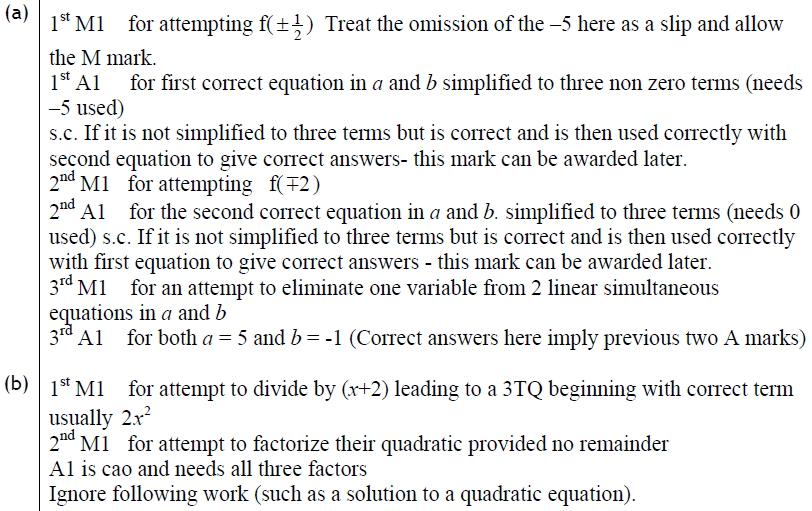 (a) 1st M1 for attempting f(±½) Treat the omission of the –5 here as a slip and allow
the M mark.
1st A1 for first correct equation in a and b simplified to three non zero terms (needs
–5 used)
s.c. If it is not simplified to three terms but is correct and is then used correctly with
second equation to give correct answers- this mark can be awarded later.
2nd M1 for attempting f(∓2)
2nd A1 for the second correct equation in a and b. simplified to three terms (needs 0
used) s.c. If it is not simplified to three terms but is correct and is then used correctly
with first equation to give correct answers - this mark can be awarded later.
3rd M1 for an attempt to eliminate one variable from 2 linear simultaneous
equations in a and b
3rd A1 for both a = 5 and b = -1 (Correct answers here imply previous two A marks)
(b) 1st M1 for attempt to divide by (x+2) leading to a 3TQ beginning with correct term
usually 2x²
2nd M1 for attempt to factorize their quadratic provided no remainder
A1 is cao and needs all three factors
Ignore following work (such as a solution to a quadratic equation).